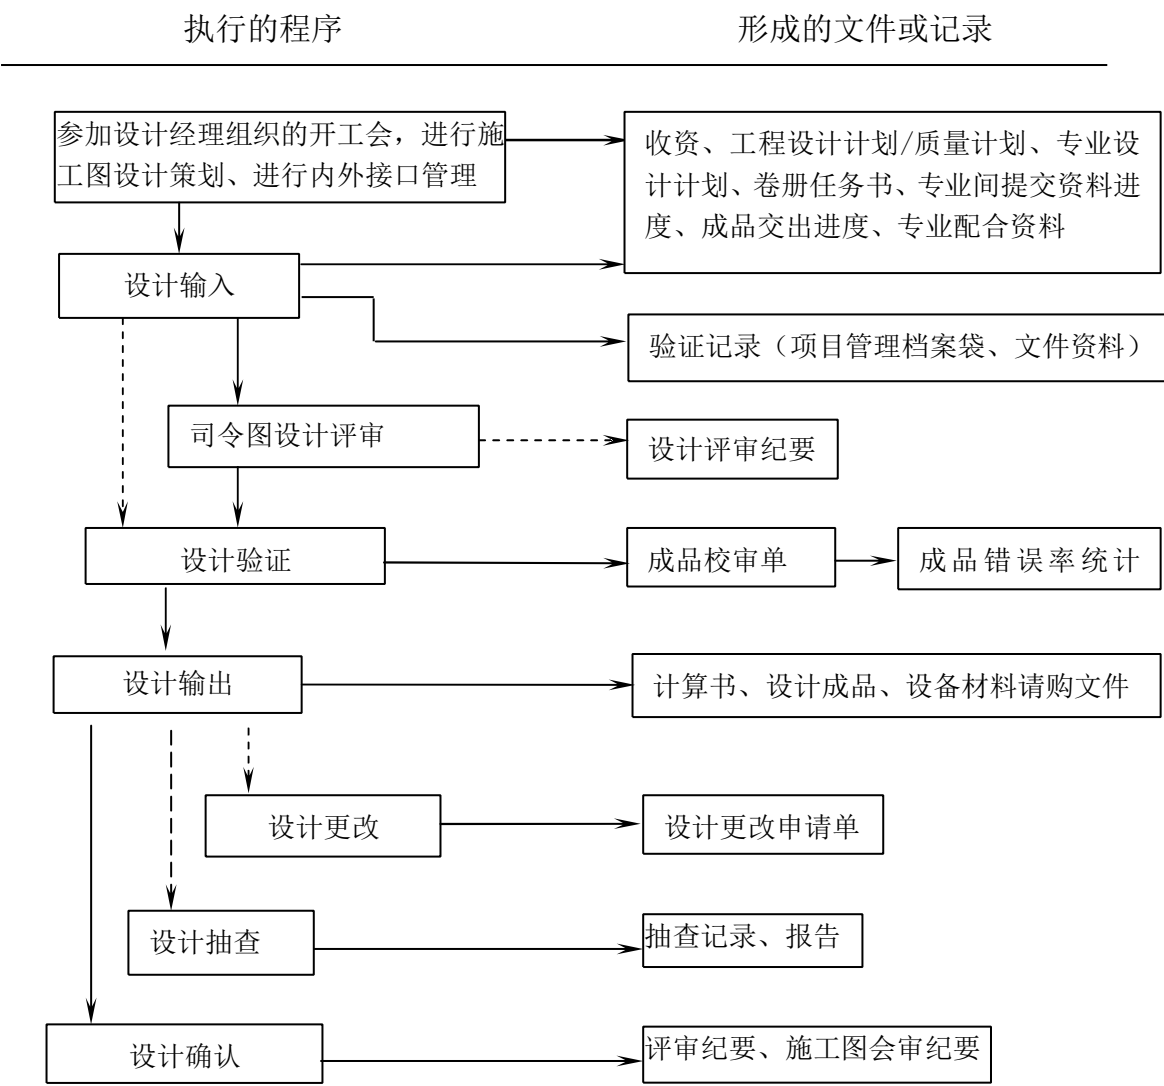 执行的程序
形成的文件或记录
参加设计经理组织的开工会，进行施
工图设计策划、进行内外接口管理
收资、工程设计计划/质量计划、专业设
计计划、卷册任务书、专业间提交资料进
度、成品交出进度、专业配合资料
设计输入
验证记录（项目管理档案袋、文件资料）
司令图设计评审
设计评审纪要
设计验证
成品校审单
成品错误率统计
设计输出
计算书、设计成品、设备材料请购文件
设计更改
设计更改申请单
设计抽查
抽查记录、报告
设计确认
评审纪要、施工图会审纪要